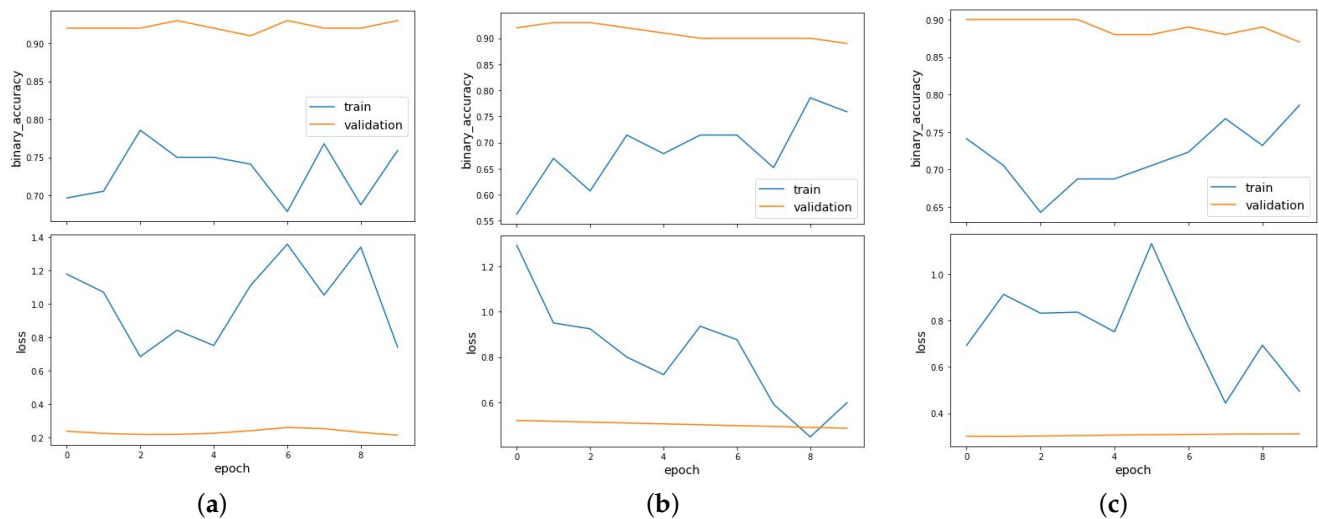 binary_accuracy
0.90
0.85
0.80
0.75
0.70
train
validation
loss
1.4
1.2
1.0
0.8
0.6
0.4
0.2
0 2 4 6 8
epoch
(a)
binary_accuracy
0.90
0.85
0.80
0.75
0.70
0.65
0.60
0.55
train
validation
loss
1.2
1.0
0.8
0.6
0 2 4 6 8
epoch
(b)
binary_accuracy
0.90
0.85
0.80
0.75
0.70
0.65
train
validation
loss
1.0
0.8
0.6
0.4
0 2 4 6 8
epoch
(c)